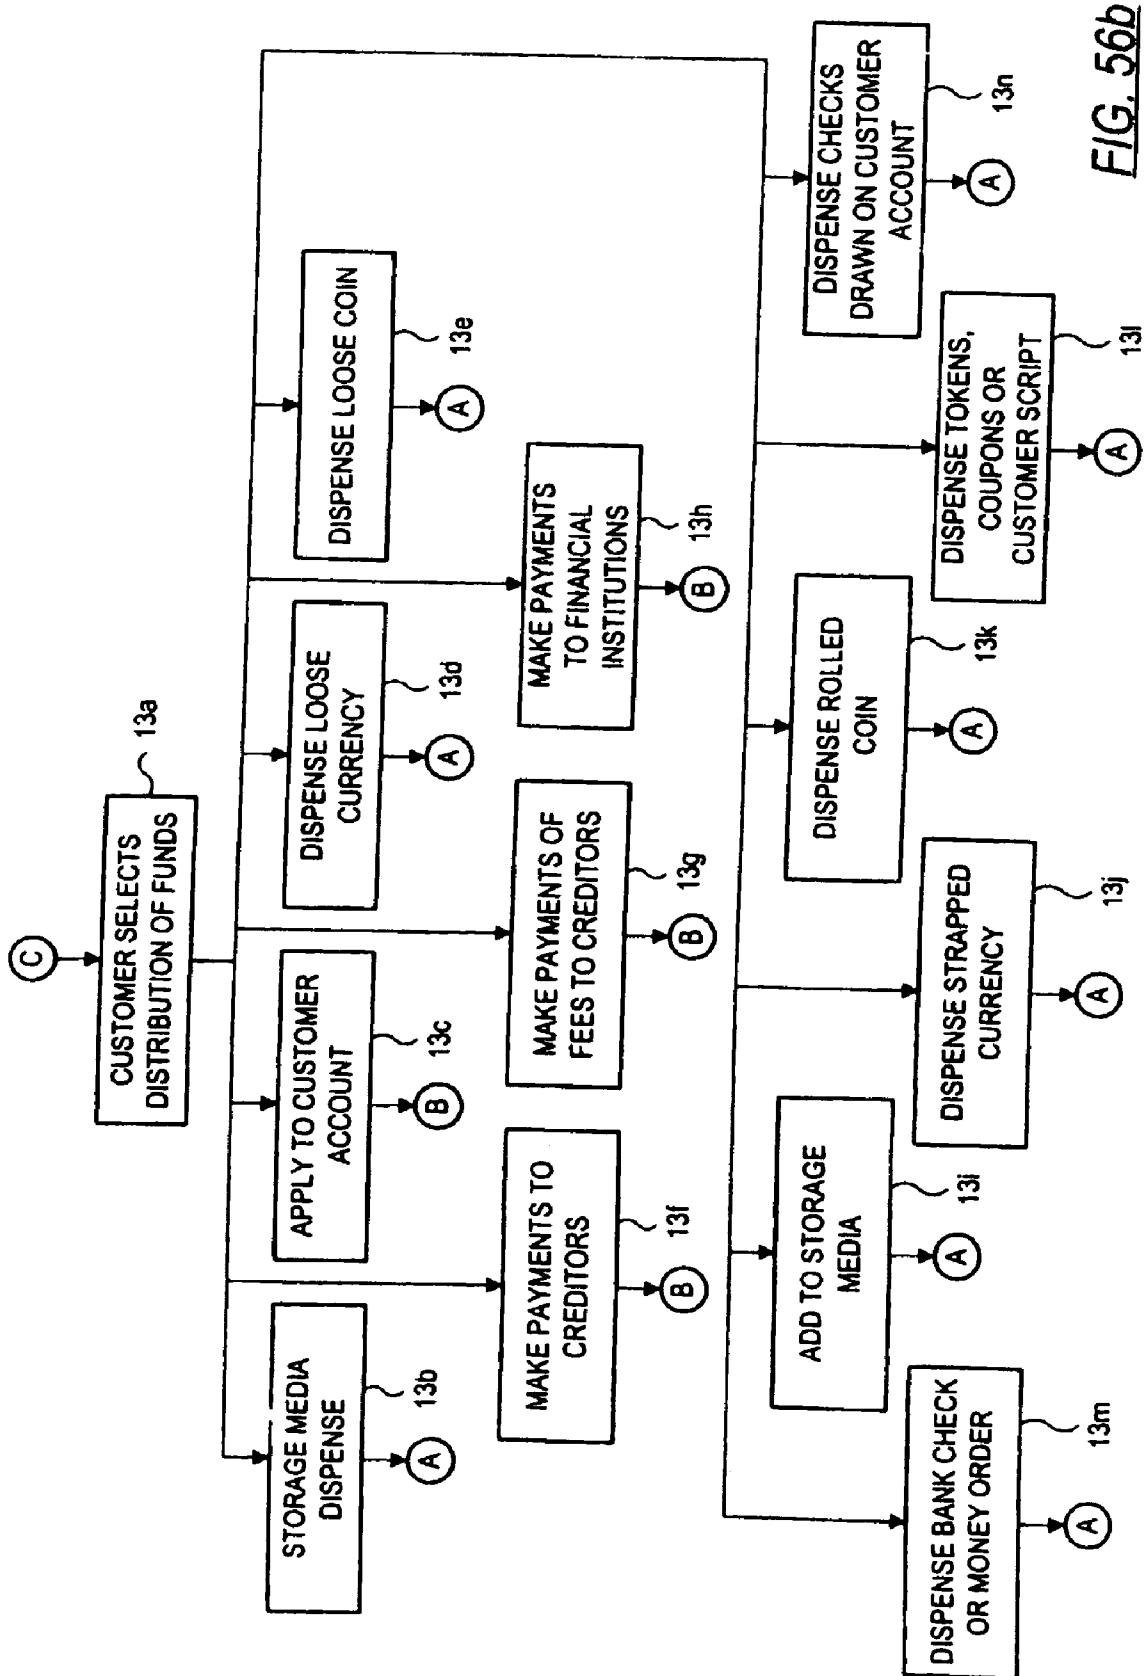 C
CUSTOMER SELECTS
DISTRIBUTION OF FUNDS
13a
STORAGE MEDIA
DISPENSE
13b
A
APPLY TO CUSTOMER
ACCOUNT
13c
B
DISPENSE LOOSE
CURRENCY
13d
A
DISPENSE LOOSE COIN
13e
A
MAKE PAYMENTS TO
CREDITORS
13f
B
MAKE PAYMENTS OF
FEES TO CREDITORS
13g
B
MAKE PAYMENTS
TO FINANCIAL
INSTITUTIONS
13h
B
ADD TO STORAGE
MEDIA
13i
A
DISPENSE ROLLED
COIN
13k
A
DISPENSE CHECKS
DRAWN ON CUSTOMER
ACCOUNT
13n
A
DISPENSE BANK CHECK
OR MONEY ORDER
13m
A
DISPENSE STRAPPED
CURRENCY
13j
A
DISPENSE TOKENS,
COUPONS OR
CUSTOMER SCRIPT
13l
A
FIG. 56b